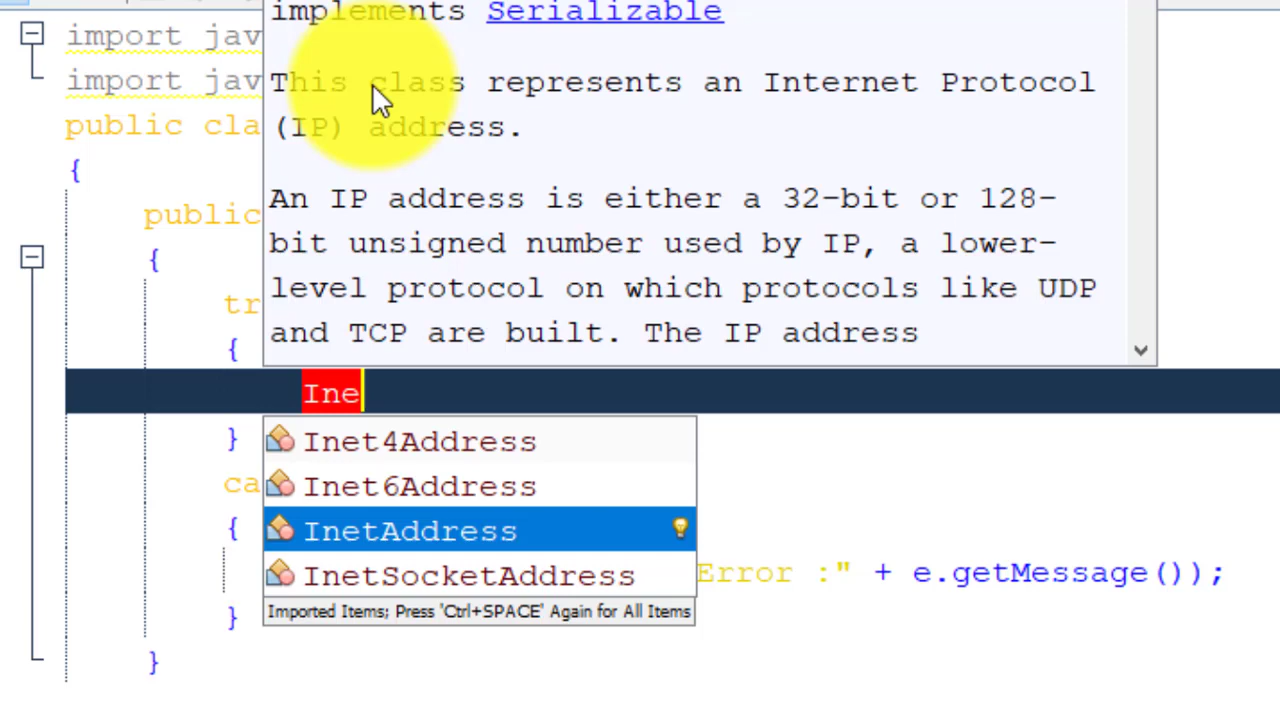 implements Serializable
import jav
This class represents an Internet Protocol
import jav
(IP) address.
public cla
{
An IP address is either a 32-bit or 128-
public
bit unsigned number used by IP, a lower-
{
level protocol on which protocols like UDP
tr
and TCP are built. The IP address
{
Ine
}
Inet4Address
ca
Inet6Address
{
InetAddress
Error :" + e.getMessage());
InetSocketAddress
}
Imported Items; Press 'Ctrl+SPACE' Again for All Items
}